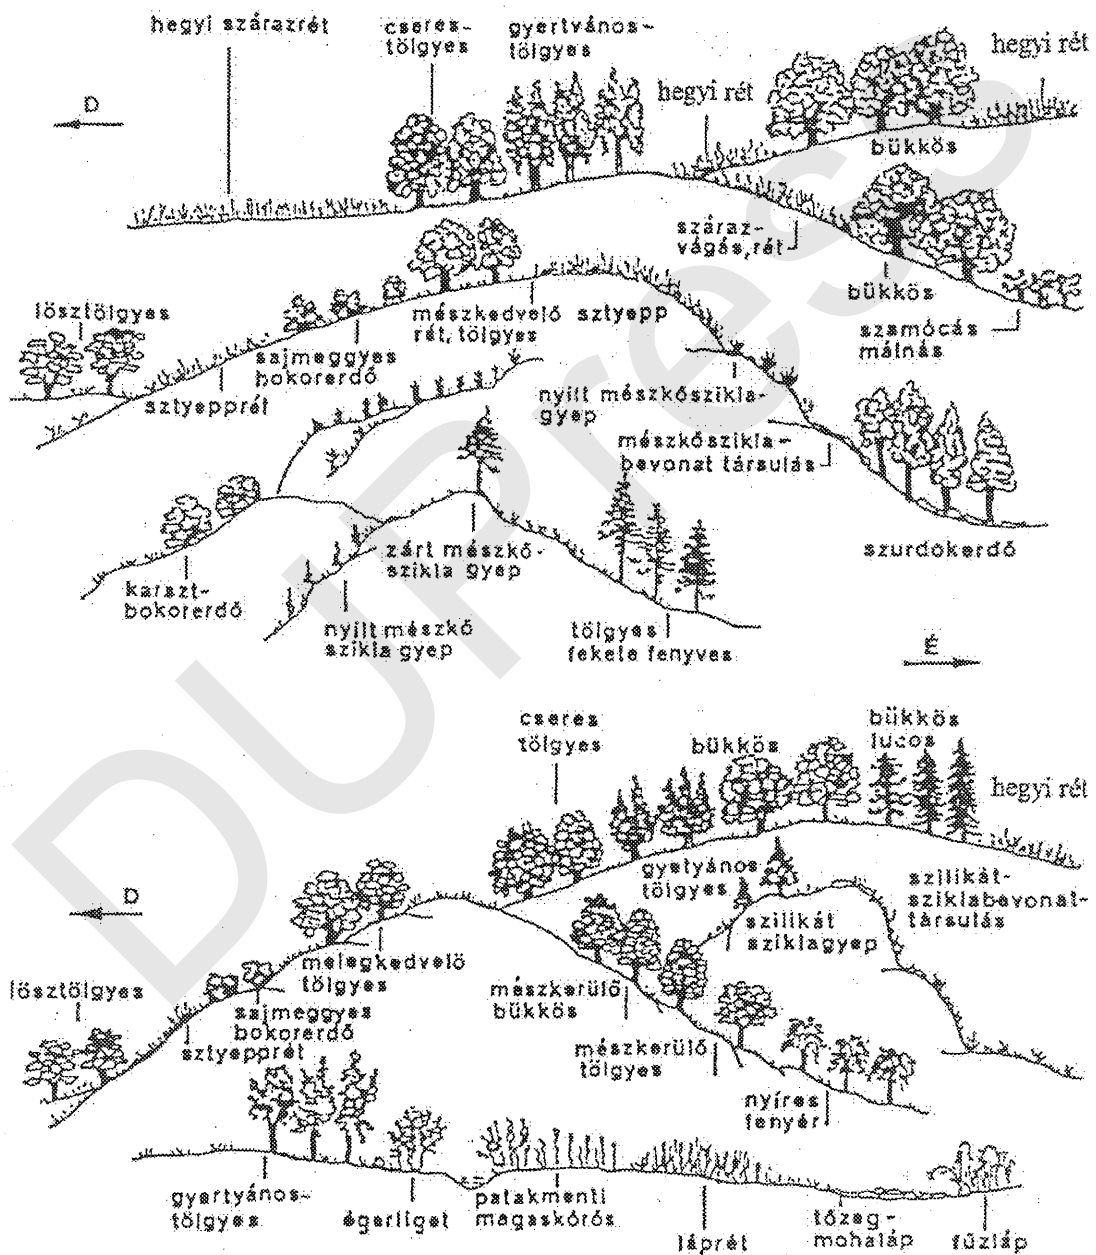 hegyi szárazrét
cseres-
tölgyes
gyertványos-
tölgyes
hegyi rét
hegyi rét
D
bükkös
száraz-
vágás, rét
bükkös
szamócás
málnás
lösztölgyes
sztyepprét
sajmeggyes
bokorerdő
mészkedvelő
rét, tölgyes
sztyepp
nyílt mészkőszikla-
gyep
mészkőszikla-
bevonat társulás
szurdokerdő
karszt-
bokorerdő
zárt mészkő-
szikla gyep
nyílt mészkő
szikla gyep
tölgyes
fekete fenyves
É
cseres
tölgyes
bükkös
bükkös
lucos
hegyi rét
gyetyános
tölgyes
szilikát
sziklagyep
szilikát-
sziklabevonat-
társulás
D
melegkedvelő
tölgyes
lösztölgyes
sajmeggyes
bokorerdő
sztyepprét
mészkerülő
bükkös
mészkerülő
tölgyes
nyíres
fenyér
gyertyános-
tölgyes
égerliget
patakmenti
magaskórós
láprét
tőzeg-
mohaláp
fűzláp
DUPress